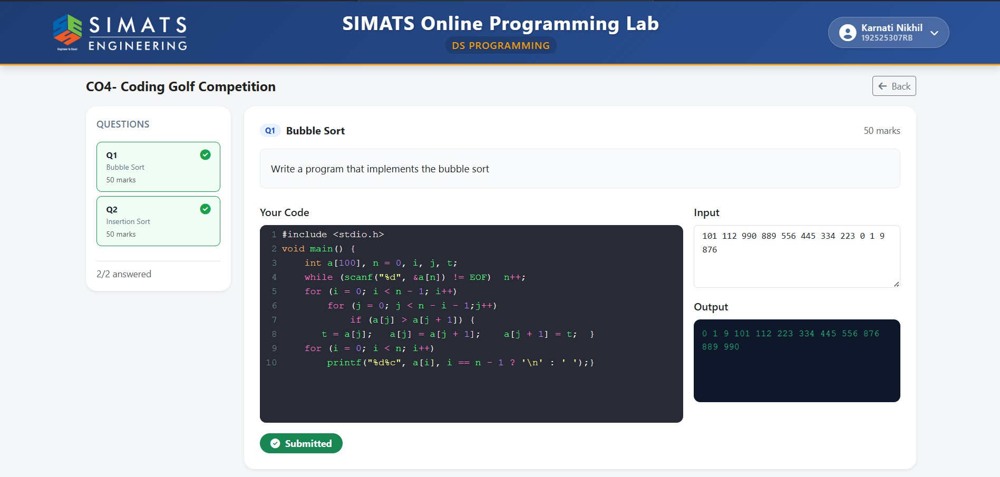 SIMATS
ENGINEERING
Engineer to Excel
SIMATS Online Programming Lab
DS PROGRAMMING
Karnati Nikhil
192525307RB
CO4- Coding Golf Competition
Back
QUESTIONS
Q1
Bubble Sort
50 marks
Q2
Insertion Sort
50 marks
2/2 answered
Q1 Bubble Sort
50 marks
Write a program that implements the bubble sort
Your Code
1 #include <stdio.h>
2 void main() {
3     int a[100], n = 0, i, j, t;
4     while (scanf("%d", &a[n]) != EOF)  n++;
5     for (i = 0; i < n - 1; i++)
6         for (j = 0; j < n - i - 1;j++)
7             if (a[j] > a[j + 1]) {
8        t = a[j];   a[j] = a[j + 1];    a[j + 1] = t;  }
9     for (i = 0; i < n; i++)
10         printf("%d%c", a[i], i == n - 1 ? '\n' : ' ');}
Submitted
Input
101 112 990 889 556 445 334 223 0 1 9
876
Output
0 1 9 101 112 223 334 445 556 876
889 990